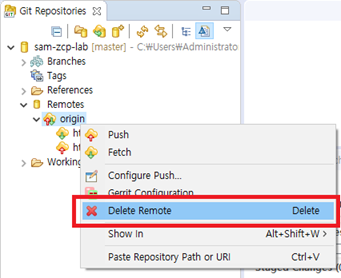 Git Repositories
sam-zcp-lab [master] - C:₩Users₩Administrato
Branches
Tags
References
Remotes
origin
ht
ht
Working
Push
Fetch
Configure Push...
Gerrit Configuration...
Delete Remote Delete
Show In Alt+Shift+W >
Paste Repository Path or URI Ctrl+V
Staged Changes (